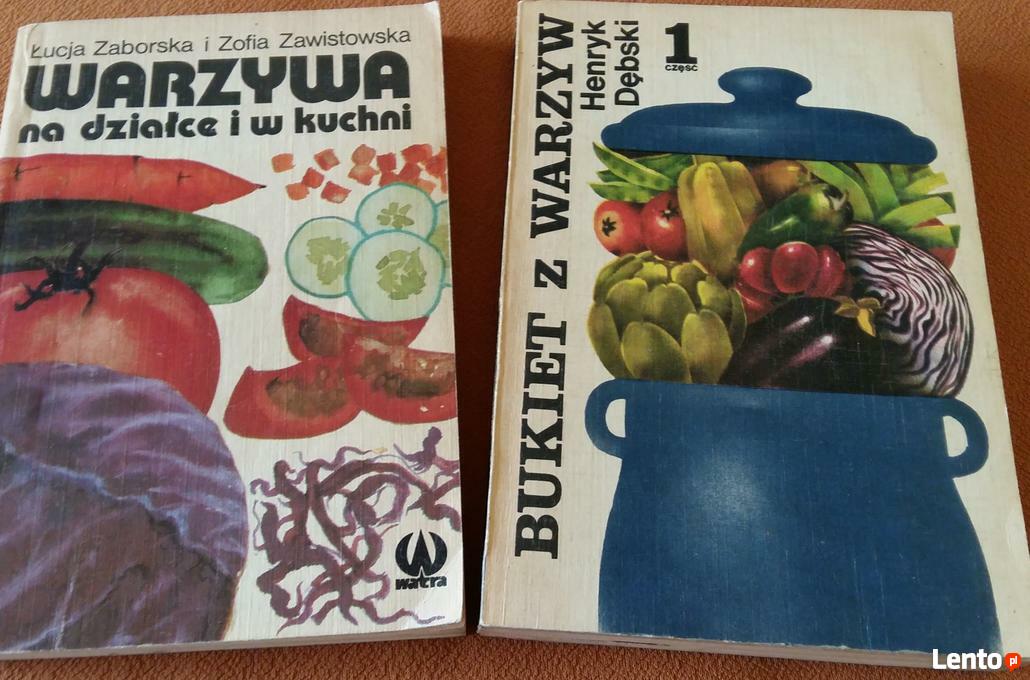 Łucja Zaborska i Zofia Zawistowska
WARZYWA
na działce i w kuchni
watra
BUKIET z WARZYW
Henryk
Dębski
1
część
Lento pl